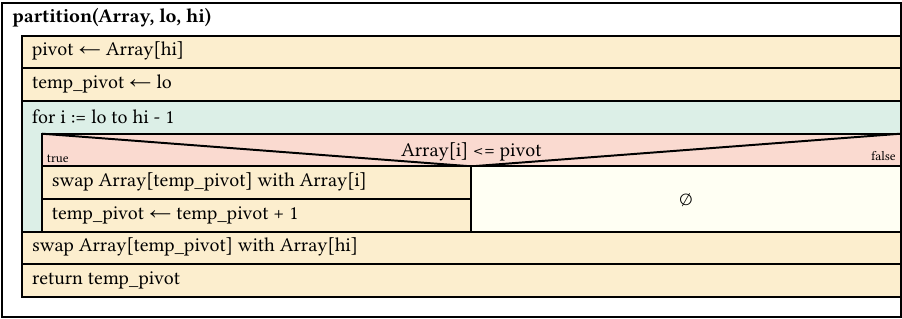 partition(Array, lo, hi)
pivot ← Array[hi]
temp_pivot ← lo
for i := lo to hi - 1
Array[i] <= pivot
true
false
swap Array[temp_pivot] with Array[i]
∅
temp_pivot ← temp_pivot + 1
swap Array[temp_pivot] with Array[hi]
return temp_pivot